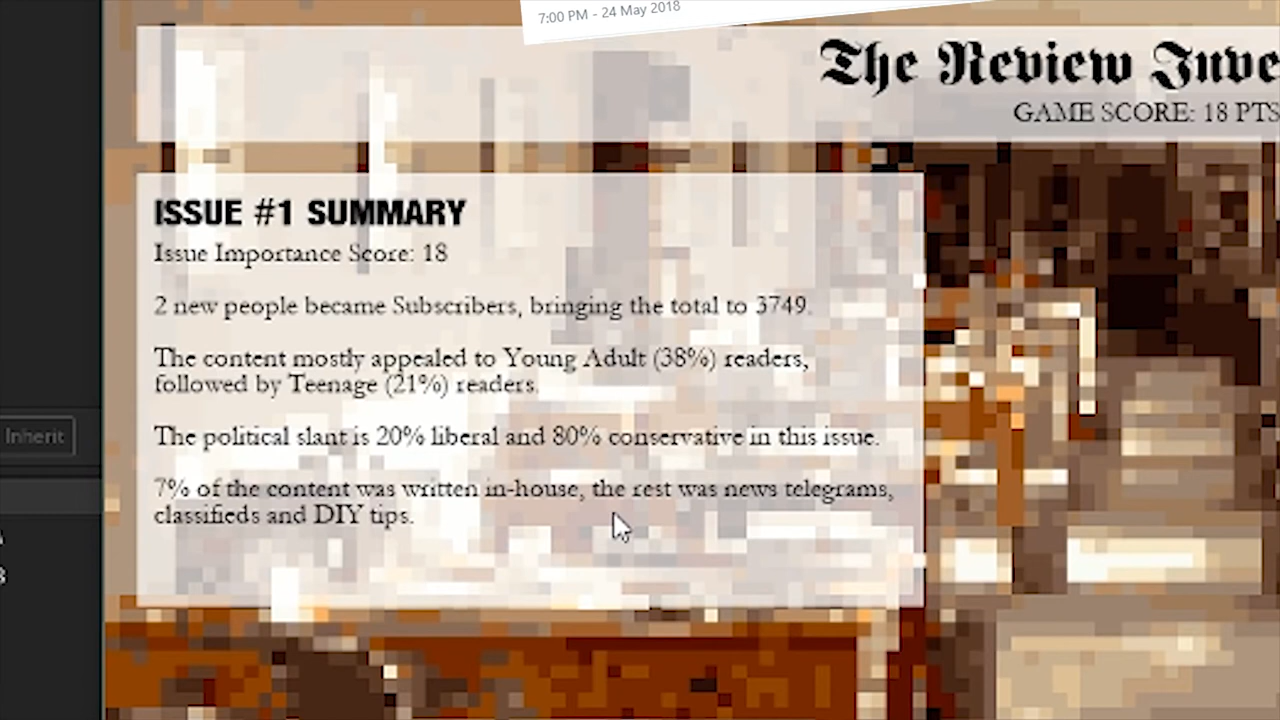 7:00 PM - 24 May 2018
The Review Inve
GAME SCORE: 18 PTS
ISSUE #1 SUMMARY
Issue Importance Score: 18
2 new people became Subscribers, bringing the total to 3749.
The content mostly appealed to Young Adult (38%) readers,
followed by Teenage (21%) readers.
The political slant is 20% liberal and 80% conservative in this issue.
7% of the content was written in-house, the rest was news telegrams,
classifieds and DIY tips.
Inherit